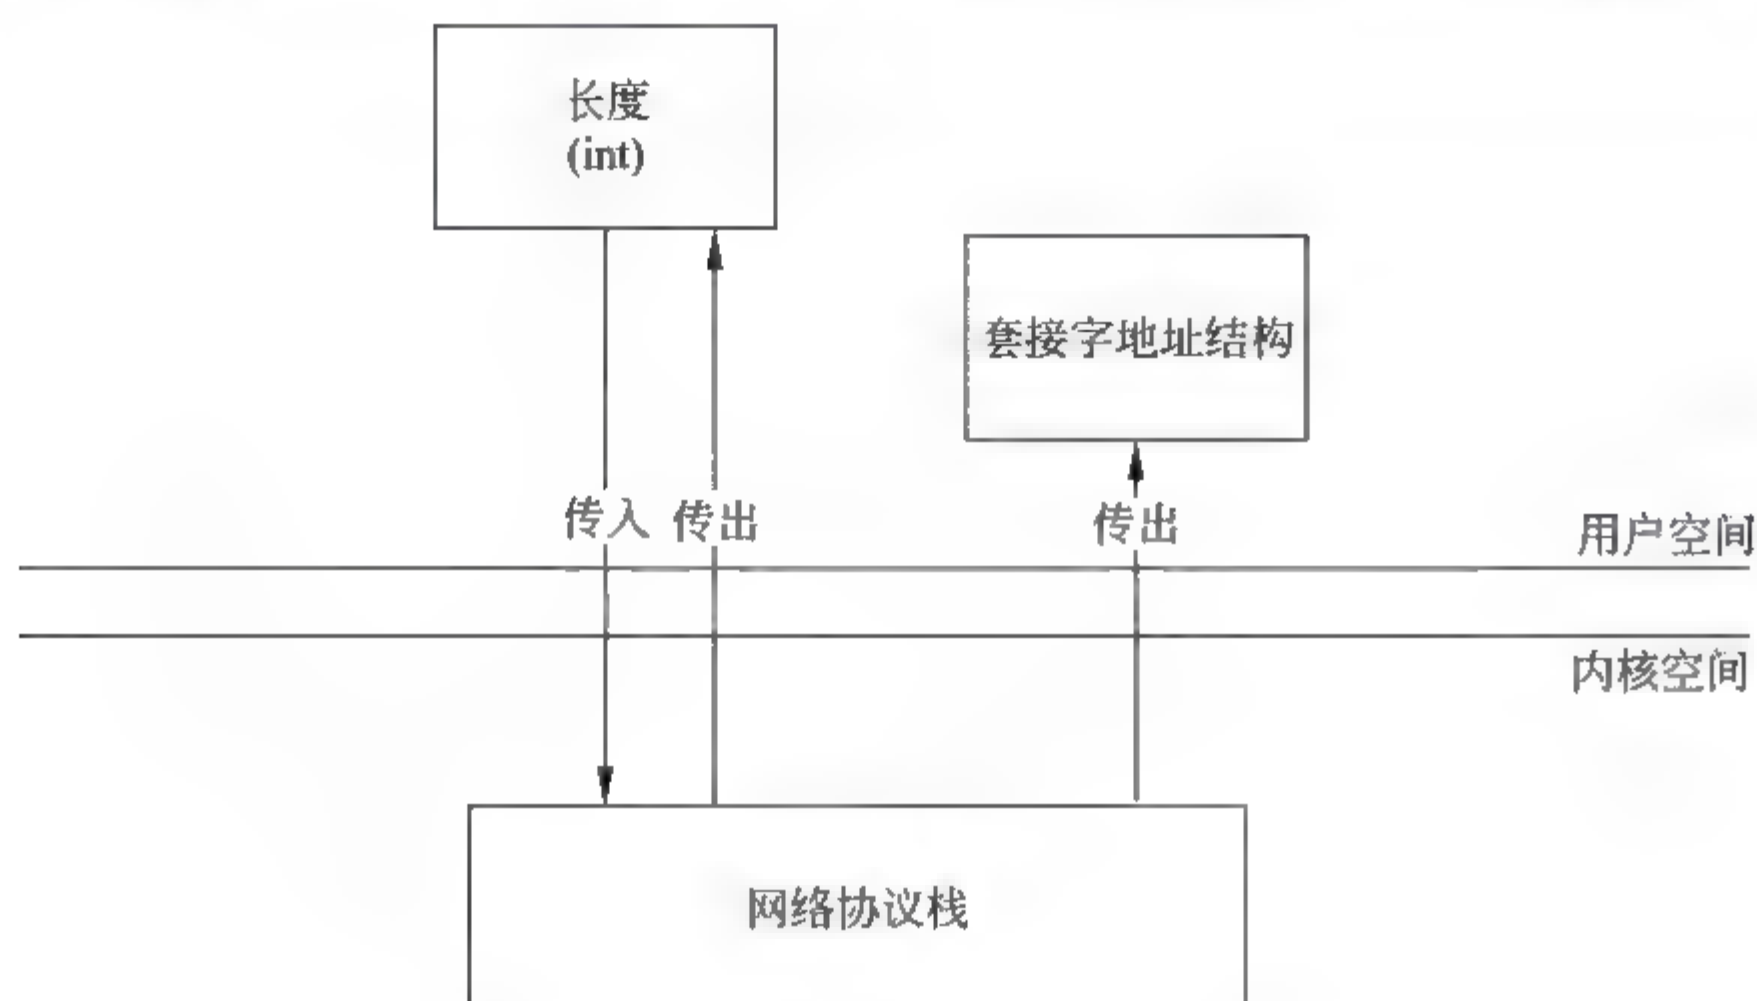 长度
(int)
套接字地址结构
传入 传出
传出
用户空间
内核空间
网络协议栈